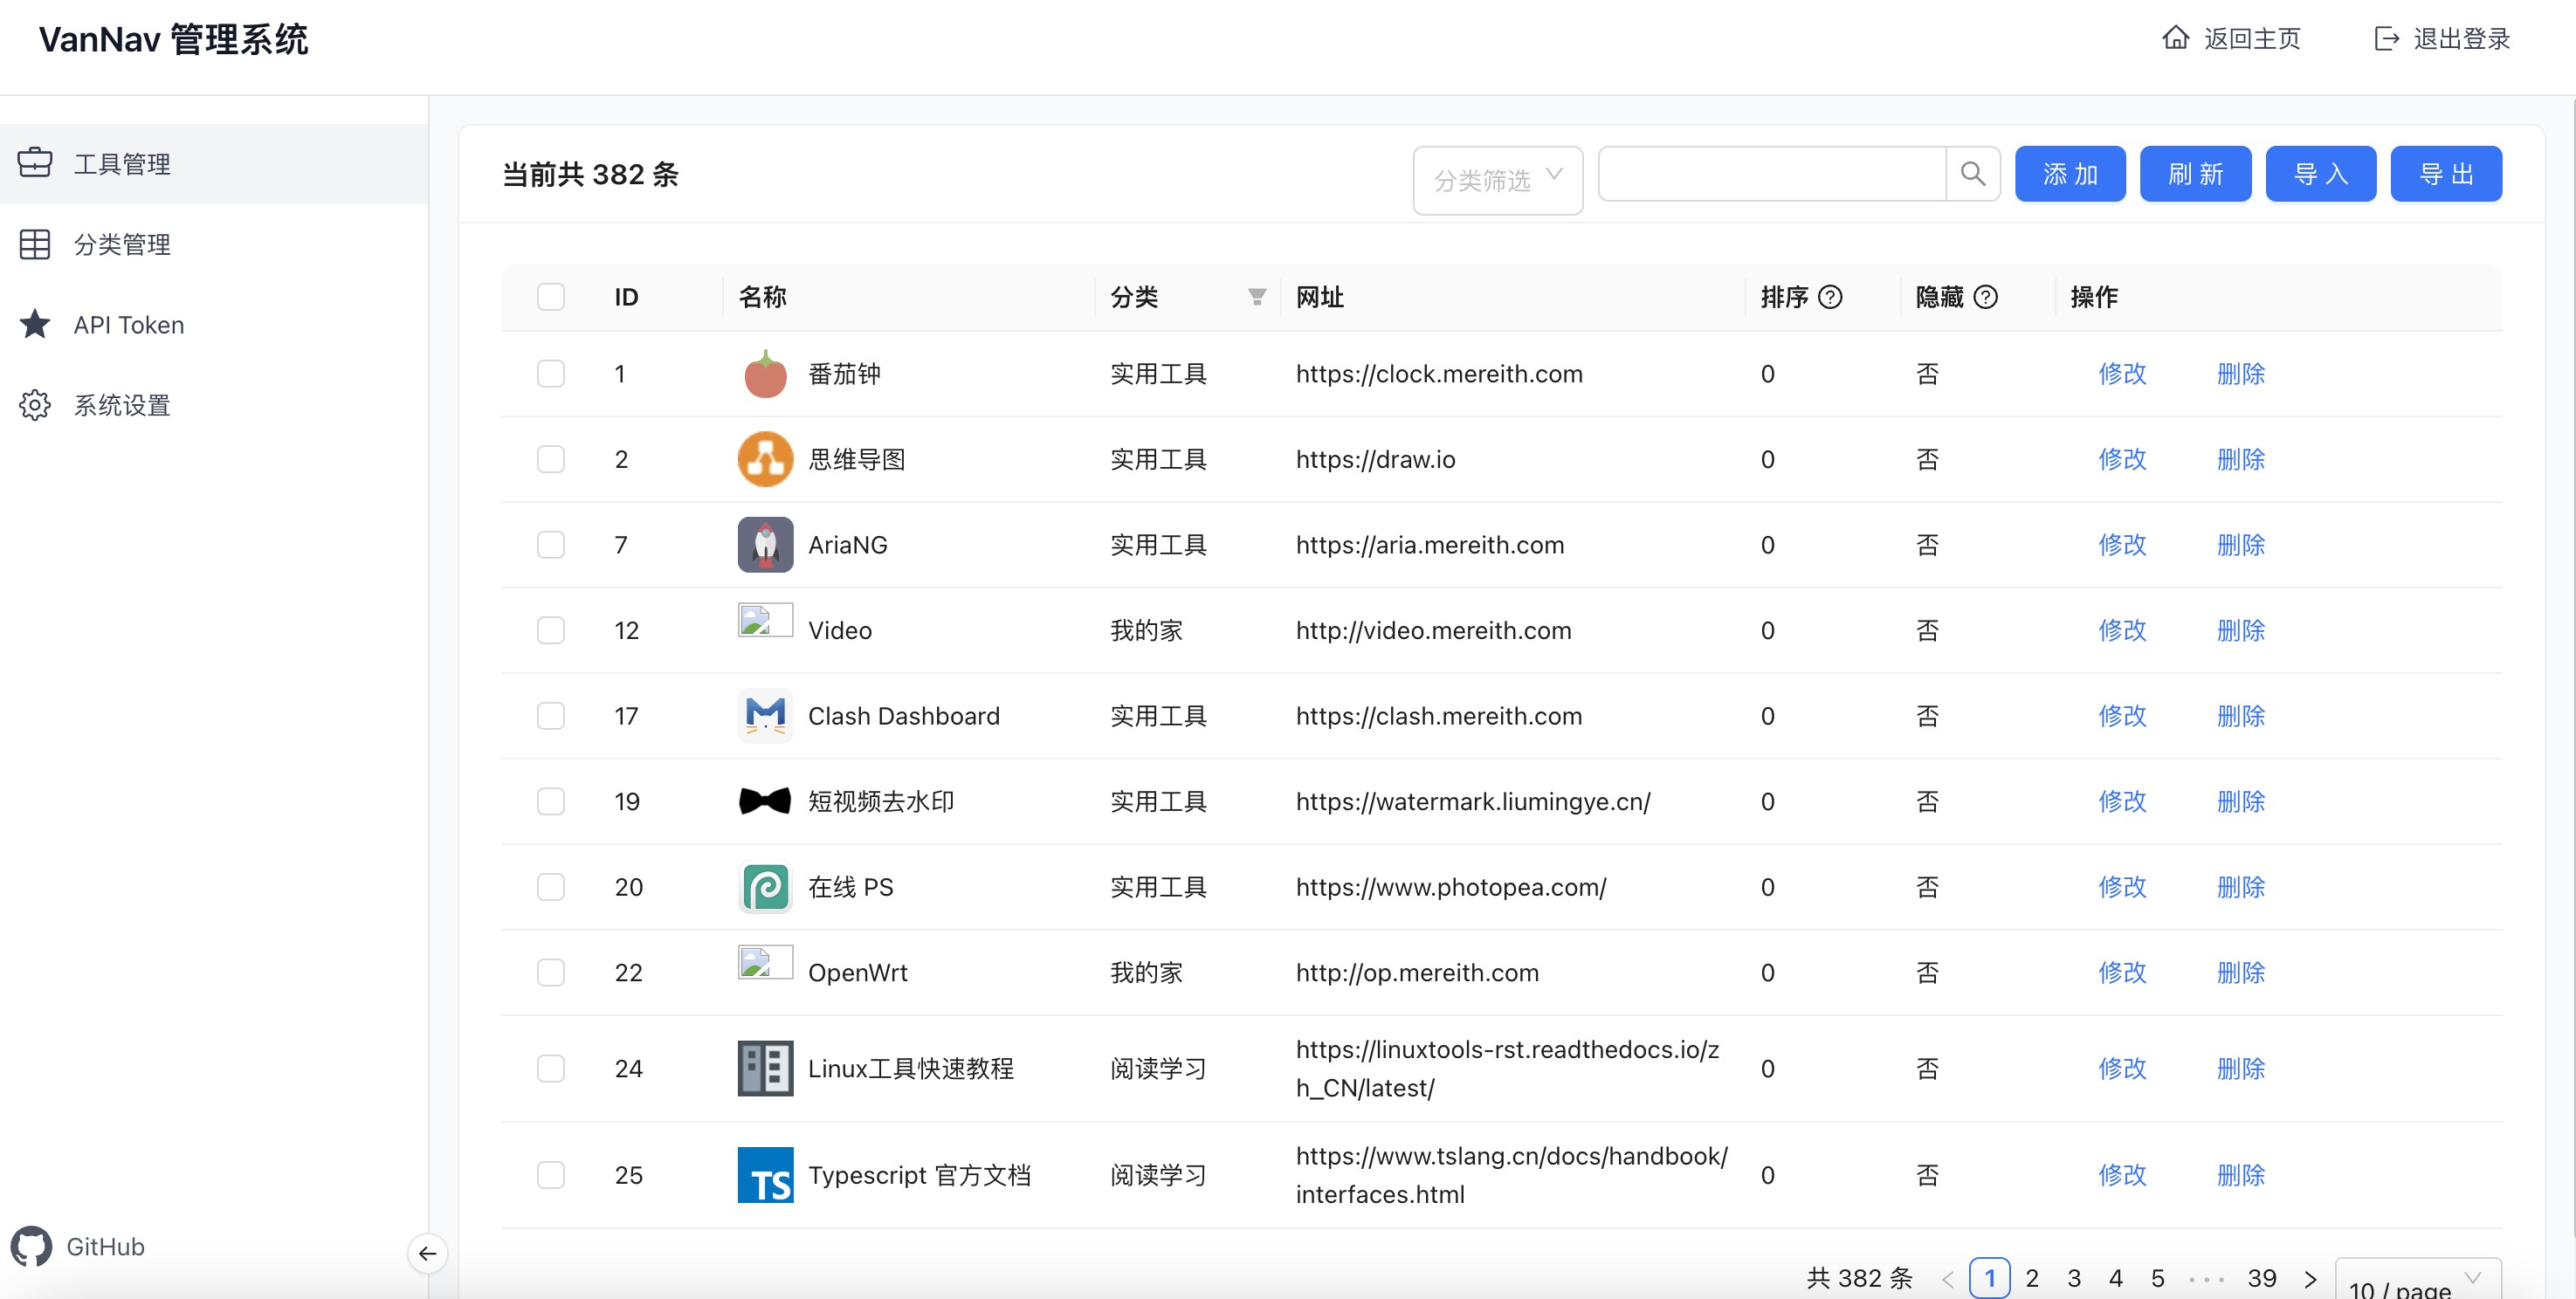 VanNav 管理系统
返回主页
退出登录
工具管理
分类管理
API Token
系统设置
GitHub
当前共 382 条
分类筛选
添 加
刷 新
导 入
导 出
ID 名称 分类 网址 排序 隐藏 操作
1 番茄钟 实用工具 https://clock.mereith.com 0 否 修改 删除
2 思维导图 实用工具 https://draw.io 0 否 修改 删除
7 AriaNG 实用工具 https://aria.mereith.com 0 否 修改 删除
12 Video 我的家 http://video.mereith.com 0 否 修改 删除
17 Clash Dashboard 实用工具 https://clash.mereith.com 0 否 修改 删除
19 短视频去水印 实用工具 https://watermark.liumingye.cn/ 0 否 修改 删除
20 在线 PS 实用工具 https://www.photopea.com/ 0 否 修改 删除
22 OpenWrt 我的家 http://op.mereith.com 0 否 修改 删除
24 Linux工具快速教程 阅读学习 https://linuxtools-rst.readthedocs.io/z
h_CN/latest/ 0 否 修改 删除
TS
25 Typescript 官方文档 阅读学习 https://www.tslang.cn/docs/handbook/
interfaces.html 0 否 修改 删除
共 382 条 < 1 2 3 4 5 ··· 39 > 10 / page